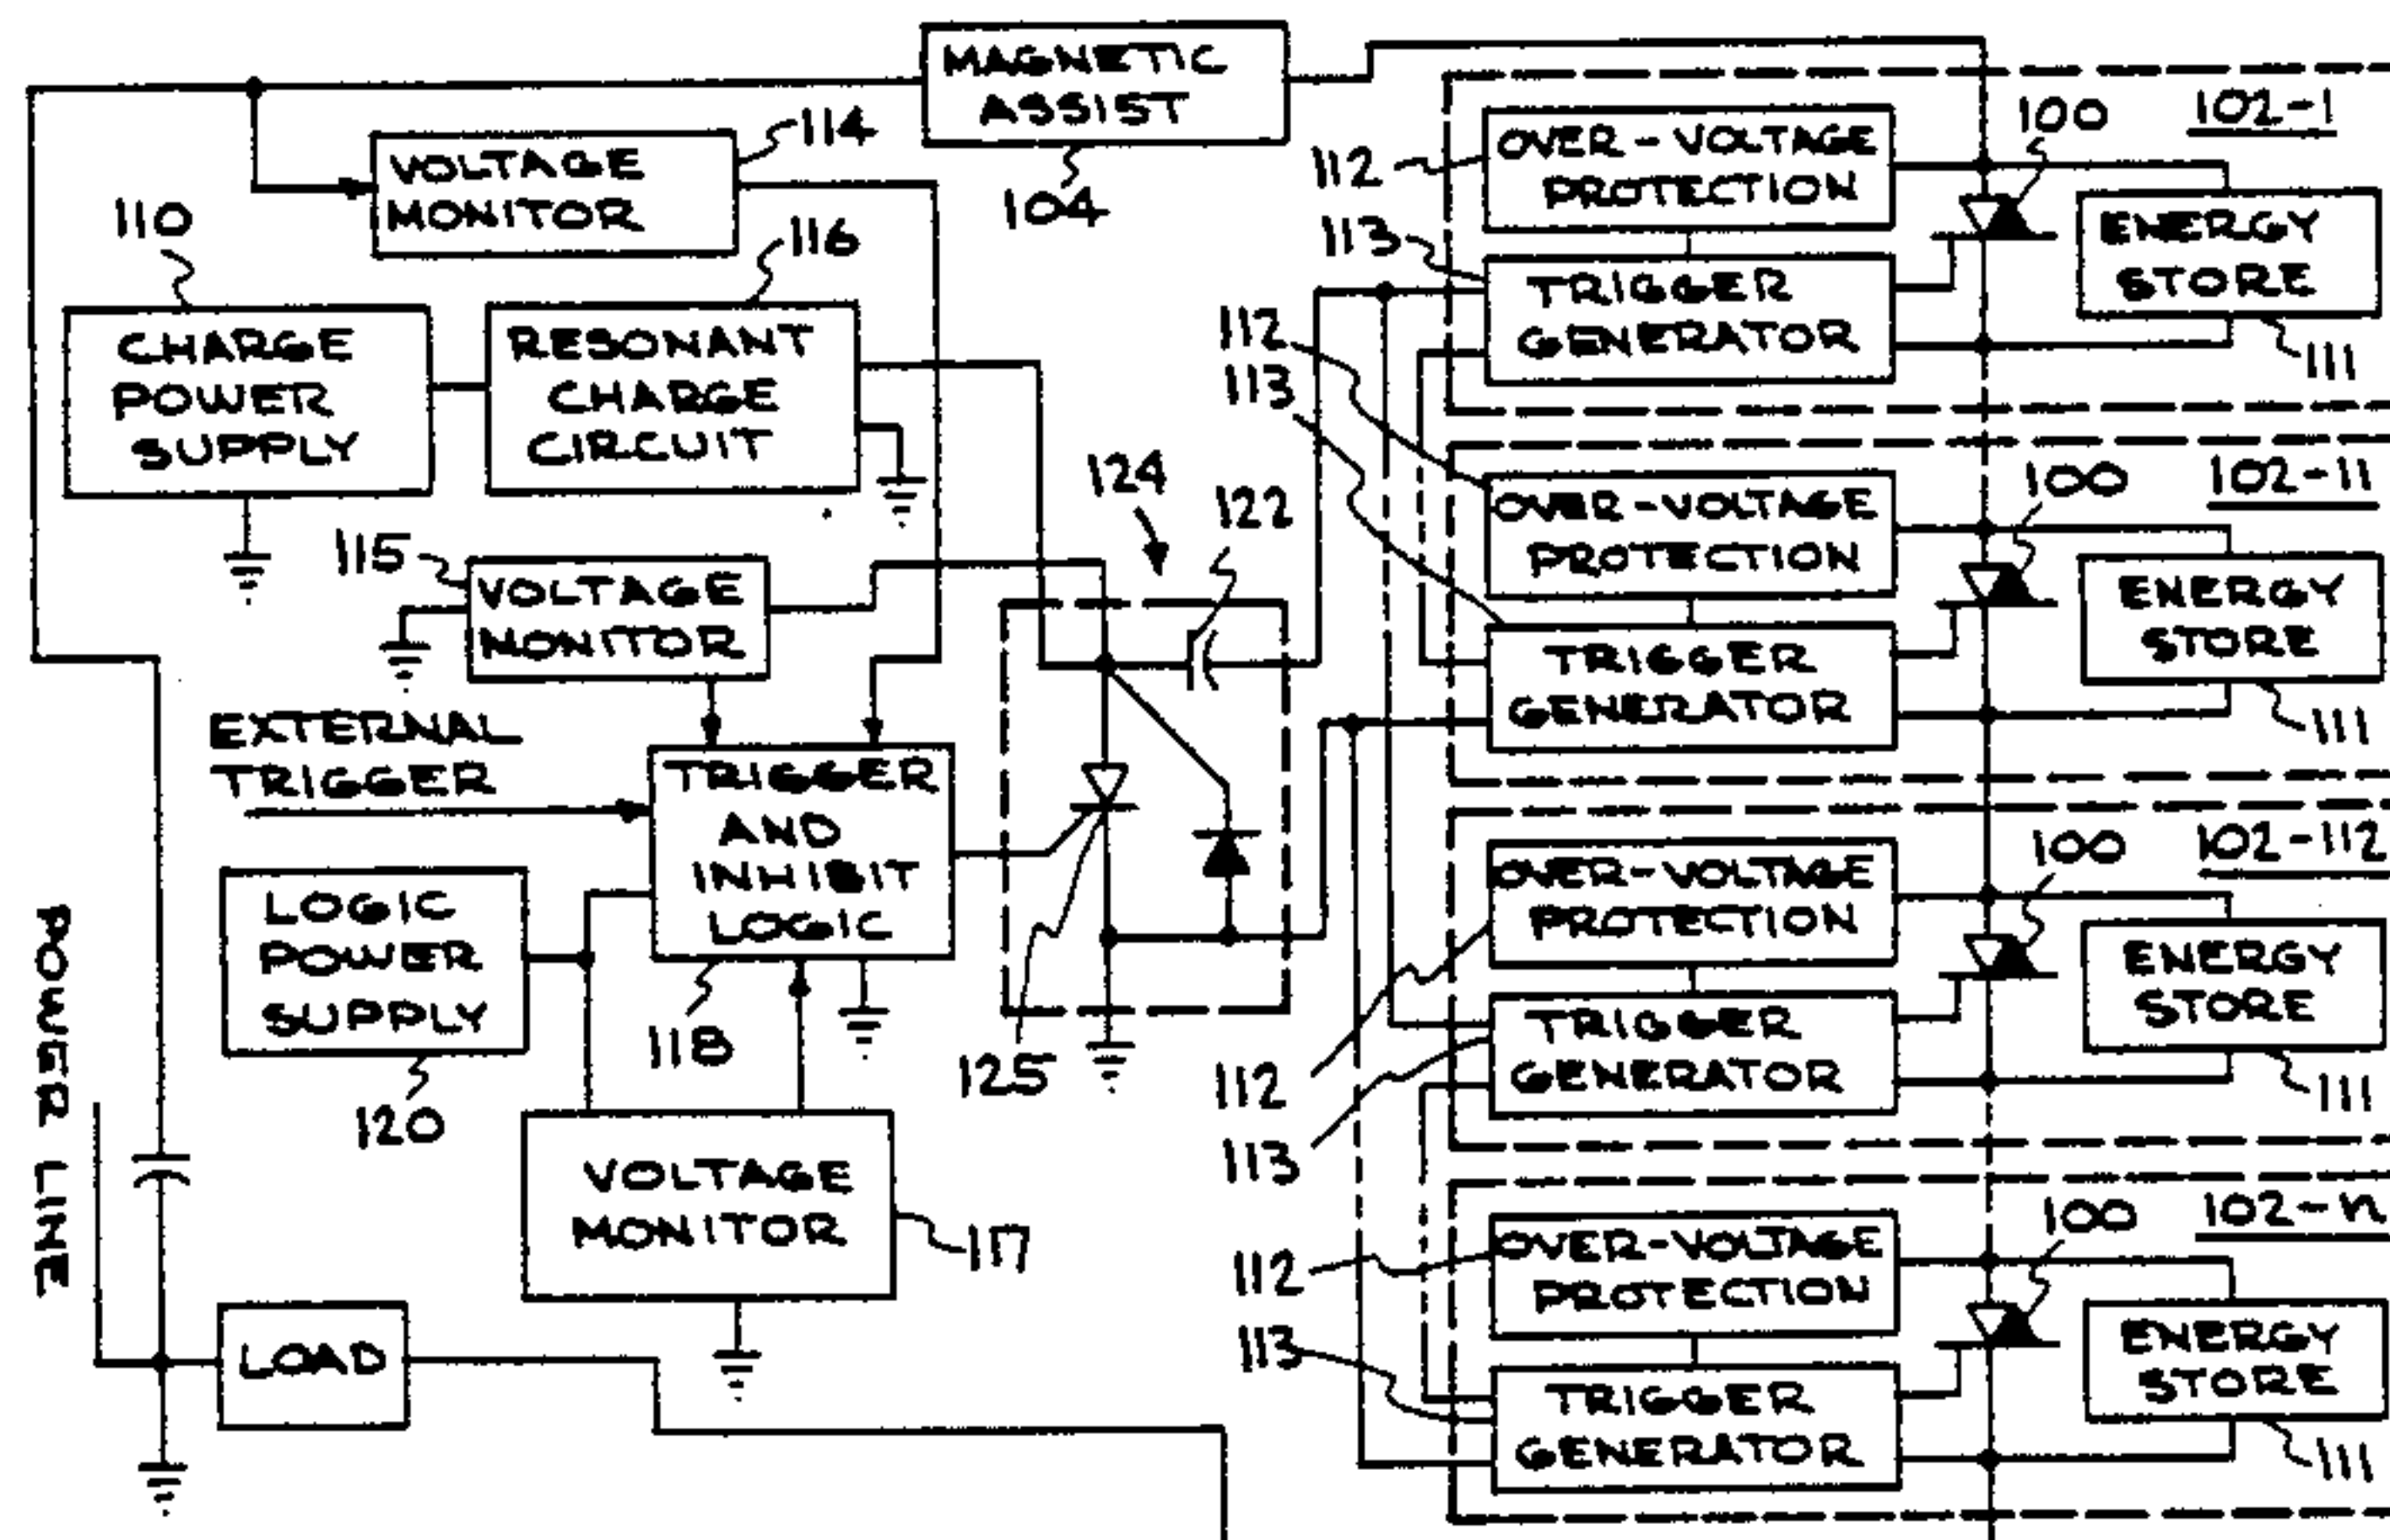 MAGNETIC
ASSIST
104
114
VOLTAGE
MONITOR
110
CHARGE
POWER
SUPPLY
116
RESONANT
CHARGE
CIRCUIT
115
VOLTAGE
MONITOR
EXTERNAL
TRIGGER
TRIGGER
AND
INHIBIT
LOGIC
118
LOGIC
POWER
SUPPLY
120
VOLTAGE
MONITOR
117
POWER LINE
LOAD
124
122
125
102-1
112
OVER-VOLTAGE
PROTECTION
100
113
TRIGGER
GENERATOR
ENERGY
STORE
111
102-11
112
113
OVER-VOLTAGE
PROTECTION
100
TRIGGER
GENERATOR
ENERGY
STORE
111
102-112
OVER-VOLTAGE
PROTECTION
100
112
113
TRIGGER
GENERATOR
ENERGY
STORE
111
102-n
112
OVER-VOLTAGE
PROTECTION
100
113
TRIGGER
GENERATOR
ENERGY
STORE
111